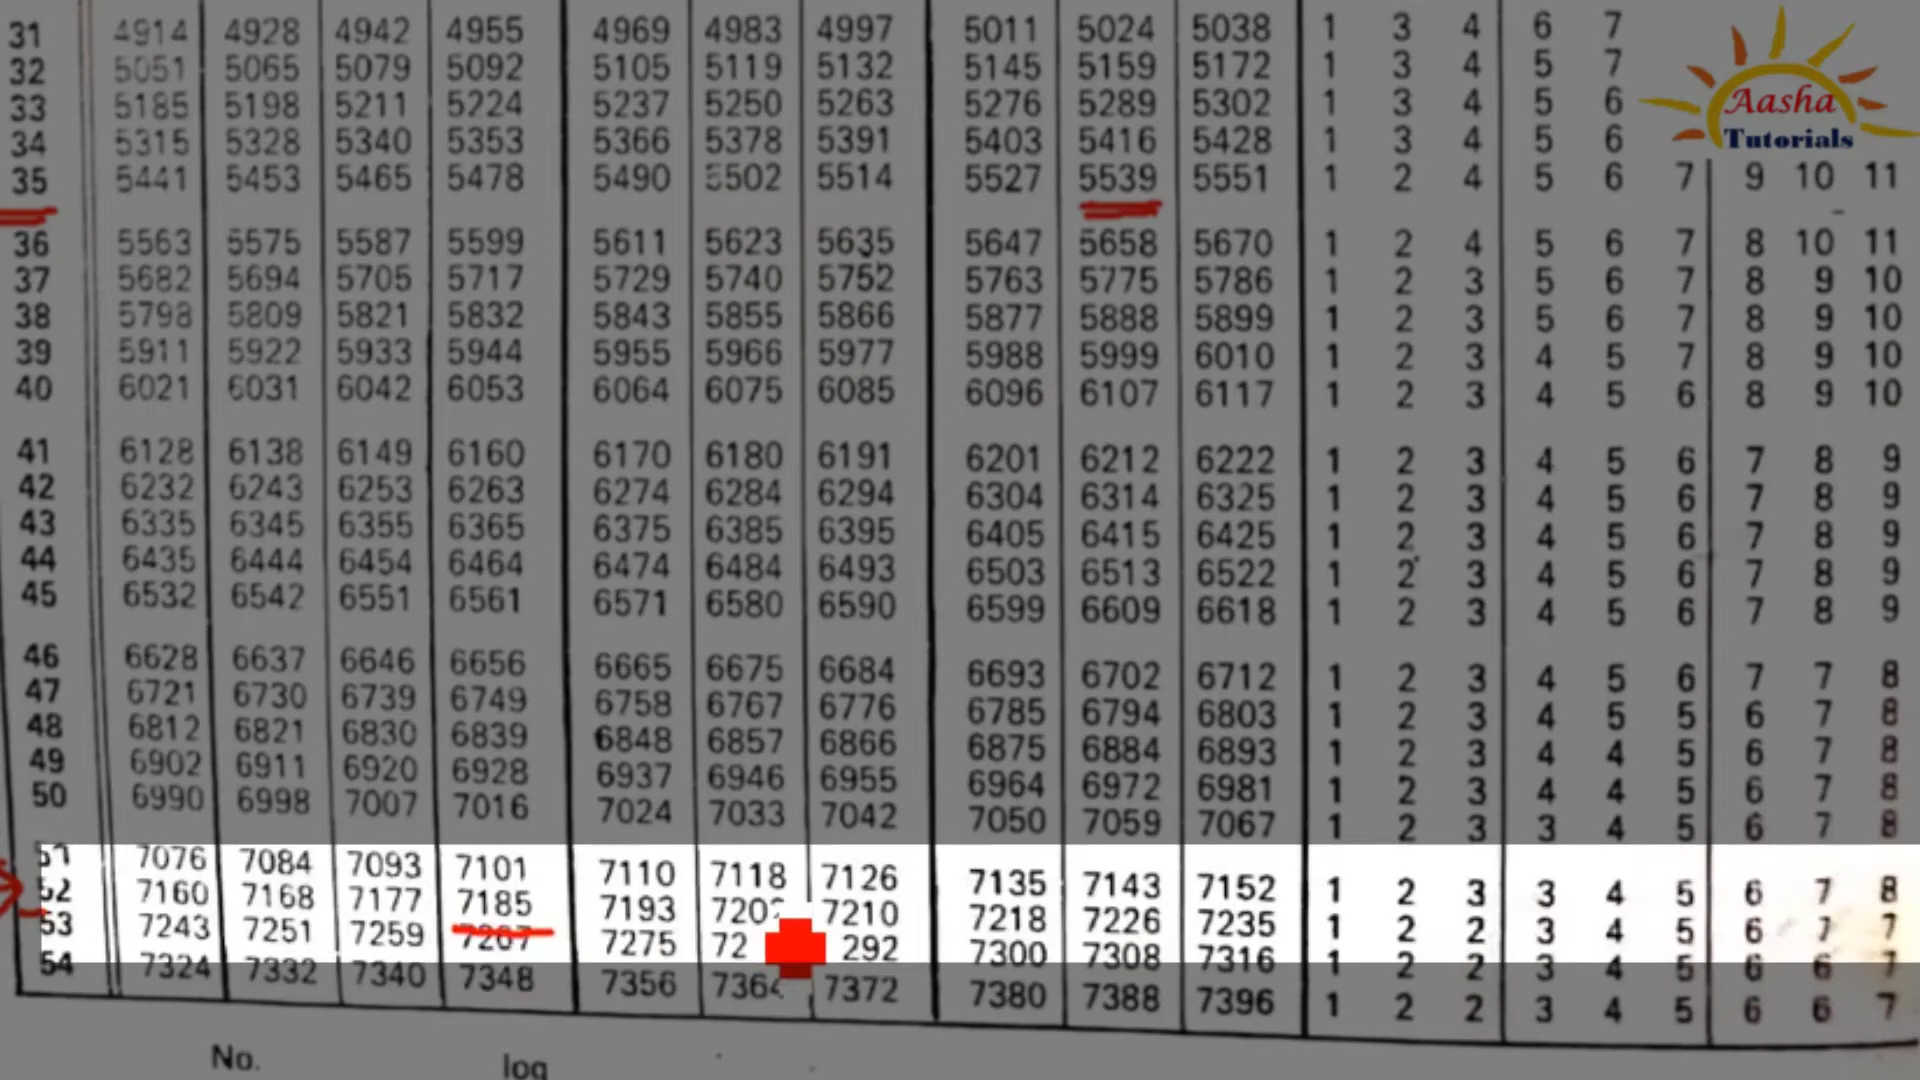 Aasha
Tutorials
31 4914 4928 4942 4955 4969 4983 4997 5011 5024 5038 1 3 4 6 7
32 5051 5065 5079 5092 5105 5119 5132 5145 5159 5172 1 3 4 5 7
33 5185 5198 5211 5224 5237 5250 5263 5276 5289 5302 1 3 4 5 6
34 5315 5328 5340 5353 5366 5378 5391 5403 5416 5428 1 3 4 5 6
35 5441 5453 5465 5478 5490 5502 5514 5527 5539 5551 1 2 4 5 6 7 9 10 11
36 5563 5575 5587 5599 5611 5623 5635 5647 5658 5670 1 2 4 5 6 7 8 10 11
37 5682 5694 5705 5717 5729 5740 5752 5763 5775 5786 1 2 3 5 6 7 8 9 10
38 5798 5809 5821 5832 5843 5855 5866 5877 5888 5899 1 2 3 5 6 7 8 9 10
39 5911 5922 5933 5944 5955 5966 5977 5988 5999 6010 1 2 3 4 5 7 8 9 10
40 6021 6031 6042 6053 6064 6075 6085 6096 6107 6117 1 2 3 4 5 6 8 9 10
41 6128 6138 6149 6160 6170 6180 6191 6201 6212 6222 1 2 3 4 5 6 7 8 9
42 6232 6243 6253 6263 6274 6284 6294 6304 6314 6325 1 2 3 4 5 6 7 8 9
43 6335 6345 6355 6365 6375 6385 6395 6405 6415 6425 1 2 3 4 5 6 7 8 9
44 6435 6444 6454 6464 6474 6484 6493 6503 6513 6522 1 2 3 4 5 6 7 8 9
45 6532 6542 6551 6561 6571 6580 6590 6599 6609 6618 1 2 3 4 5 6 7 8 9
46 6628 6637 6646 6656 6665 6675 6684 6693 6702 6712 1 2 3 4 5 6 7 7 8
47 6721 6730 6739 6749 6758 6767 6776 6785 6794 6803 1 2 3 4 5 5 6 7 8
48 6812 6821 6830 6839 6848 6857 6866 6875 6884 6893 1 2 3 4 4 5 6 7 8
49 6902 6911 6920 6928 6937 6946 6955 6964 6972 6981 1 2 3 4 4 5 6 7 8
50 6990 6998 7007 7016 7024 7033 7042 7050 7059 7067 1 2 3 3 4 5 6 7 8
51 7076 7084 7093 7101 7110 7118 7126 7135 7143 7152 1 2 3 3 4 5 6 7 8
52 7160 7168 7177 7185 7193 7202 7210 7218 7226 7235 1 2 2 3 4 5 6 7 7
53 7243 7251 7259 7267 7275 72 292 7300 7308 7316 1 2 2 3 4 5 6 6 7
54 7324 7332 7340 7348 7356 7364 7372 7380 7388 7396 1 2 2 3 4 5 6 6 7
No. log